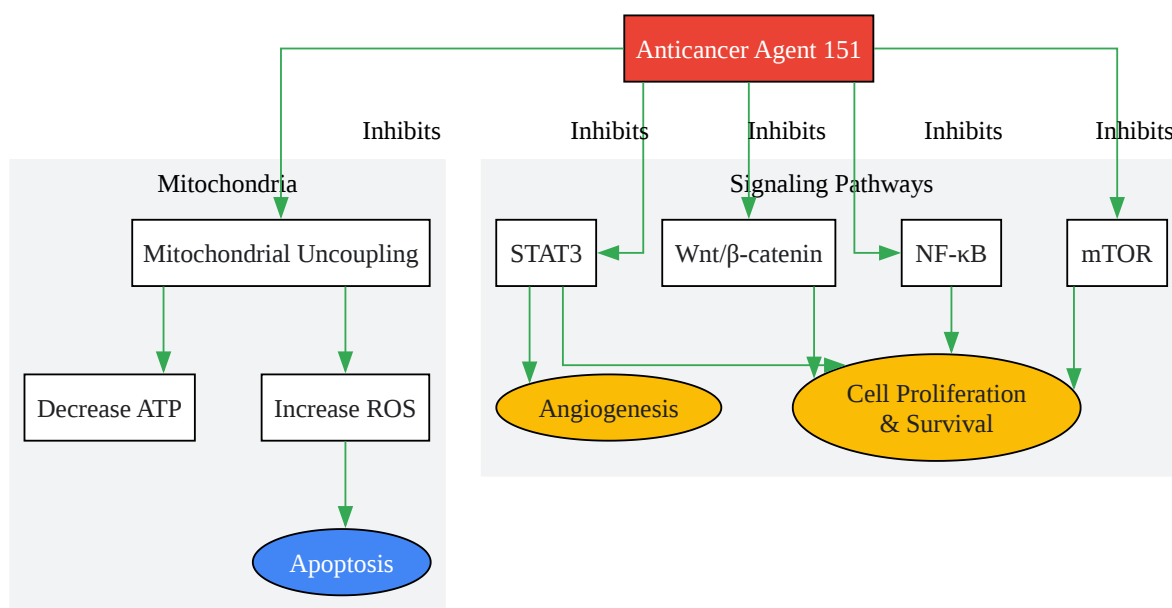 Anticancer Agent 151
Inhibits
Inhibits
Inhibits
Inhibits
Inhibits
Mitochondria
Signaling Pathways
Mitochondrial Uncoupling
STAT3
Wnt/β-catenin
NF-κB
mTOR
Decrease ATP
Increase ROS
Angiogenesis
Cell Proliferation
& Survival
Apoptosis